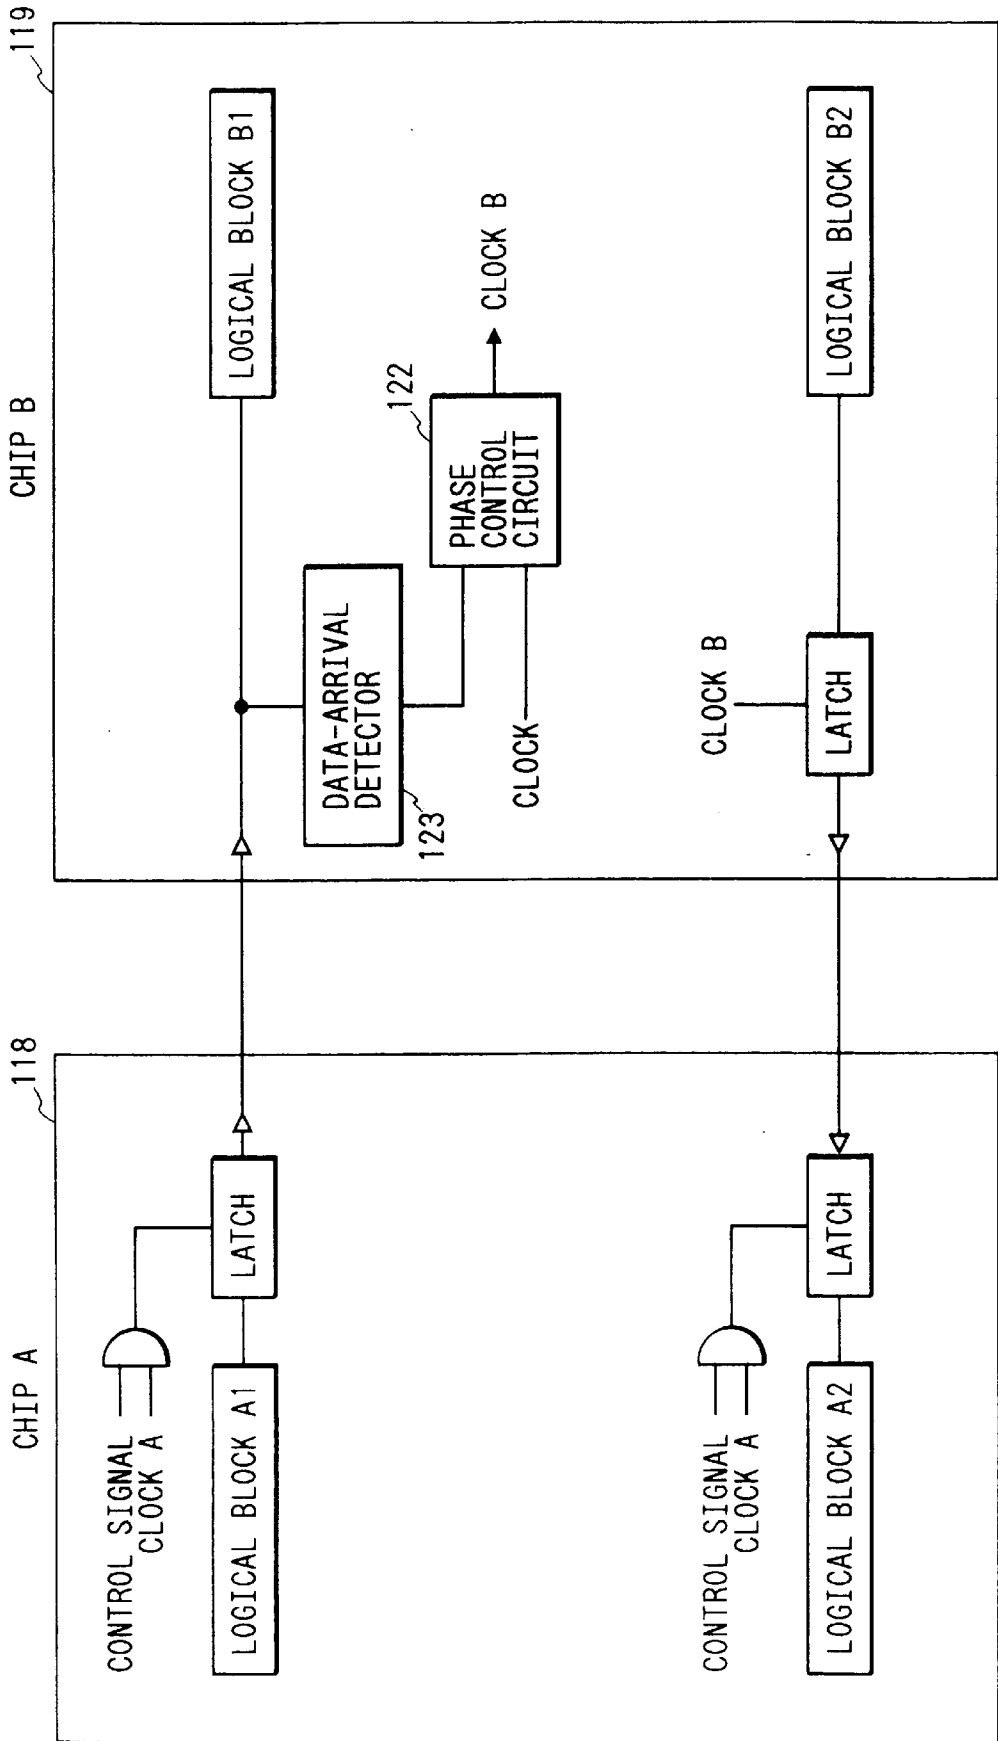 CHIP A
118
CONTROL SIGNAL
CLOCK A
LOGICAL BLOCK A1
LATCH
CONTROL SIGNAL
CLOCK A
LOGICAL BLOCK A2
LATCH
CHIP B
119
LOGICAL BLOCK B1
DATA-ARRIVAL
DETECTOR
123
PHASE
CONTROL
CIRCUIT
122
CLOCK
CLOCK B
CLOCK B
LATCH
LOGICAL BLOCK B2